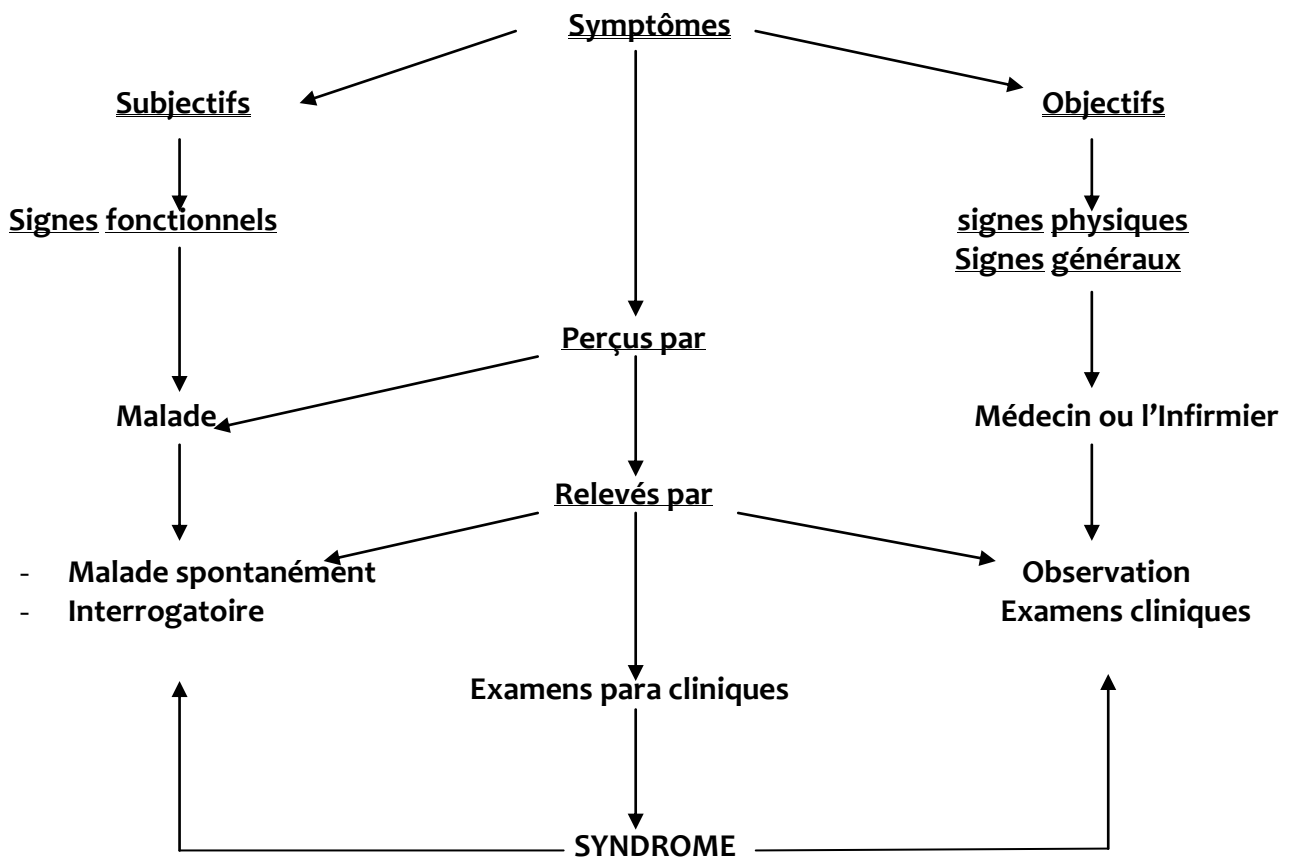 Symptômes
Subjectifs
Objectifs
Signes fonctionnels
signes physiques
Signes généraux
Perçus par
Malade
Médecin ou l’Infirmier
Relevés par
- Malade spontanément
- Interrogatoire
Observation
Examens cliniques
Examens para cliniques
SYNDROME